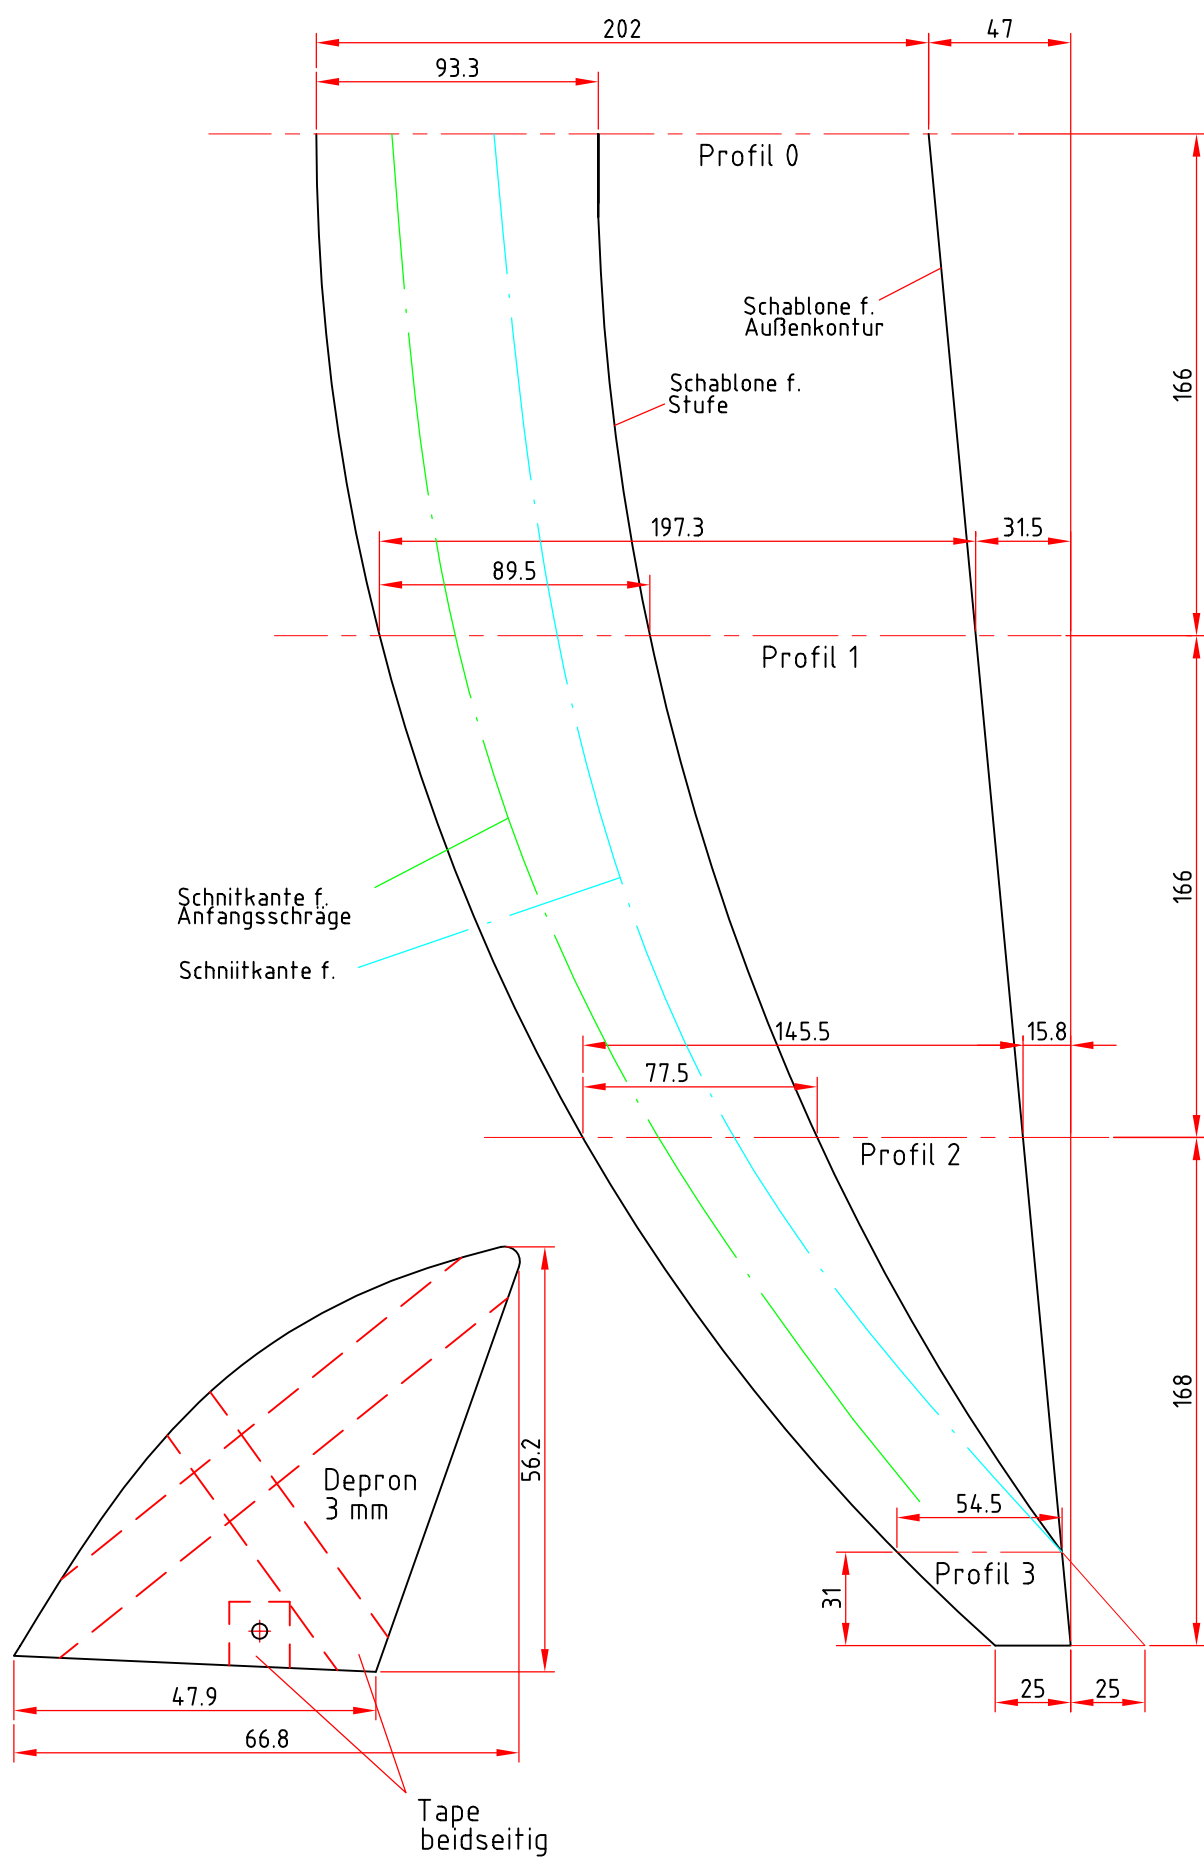 202
47
93.3
Profil 0
Schablone f.
Außenkontur
166
Schablone f.
Stufe
197.3
31.5
89.5
Profil 1
Schnitkante f.
Anfangsschräge
166
Schniitkante f.
145.5
15.8
77.5
Profil 2
168
56.2
Depron
3 mm
54.5
Profil 3
31
47.9
25
25
66.8
Tape
beidseitig